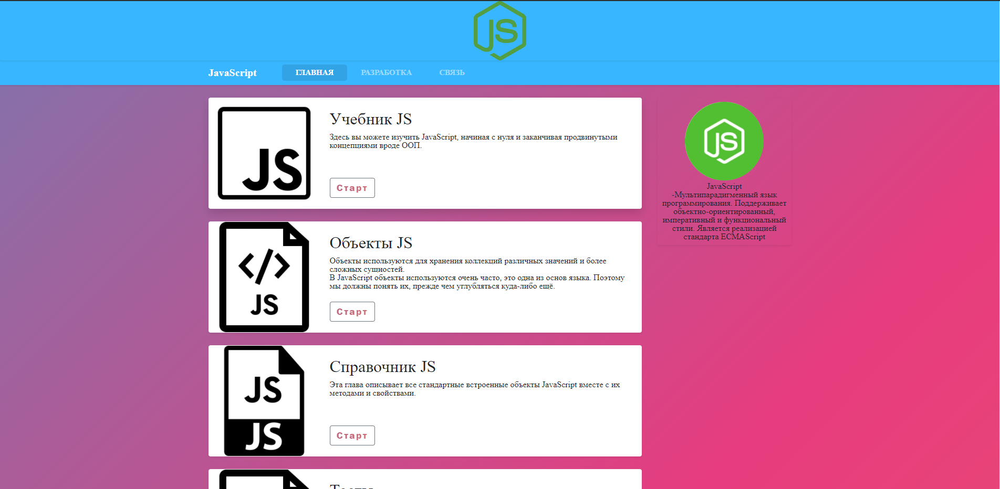 JS
JavaScript ГЛАВНАЯ РАЗРАБОТКА СВЯЗЬ
JS
Учебник JS
Здесь вы можете изучить JavaScript, начиная с нуля и заканчивая продвинутыми
концепциями вроде ООП.
Старт
JS
JavaScript
-Мультипарадигменный язык
программирования. Поддерживает
объектно-ориентированный,
императивный и функциональный
стили. Является реализацией
стандарта ECMAScript
</>
JS
Объекты JS
Объекты используются для хранения коллекций различных значений и более
сложных сущностей.
В JavaScript объекты используются очень часто, это одна из основ языка. Поэтому
мы должны понять их, прежде чем углубляться куда-либо ещё.
Старт
JS
JS
Справочник JS
Эта глава описывает все стандартные встроенные объекты JavaScript вместе с их
методами и свойствами.
Старт